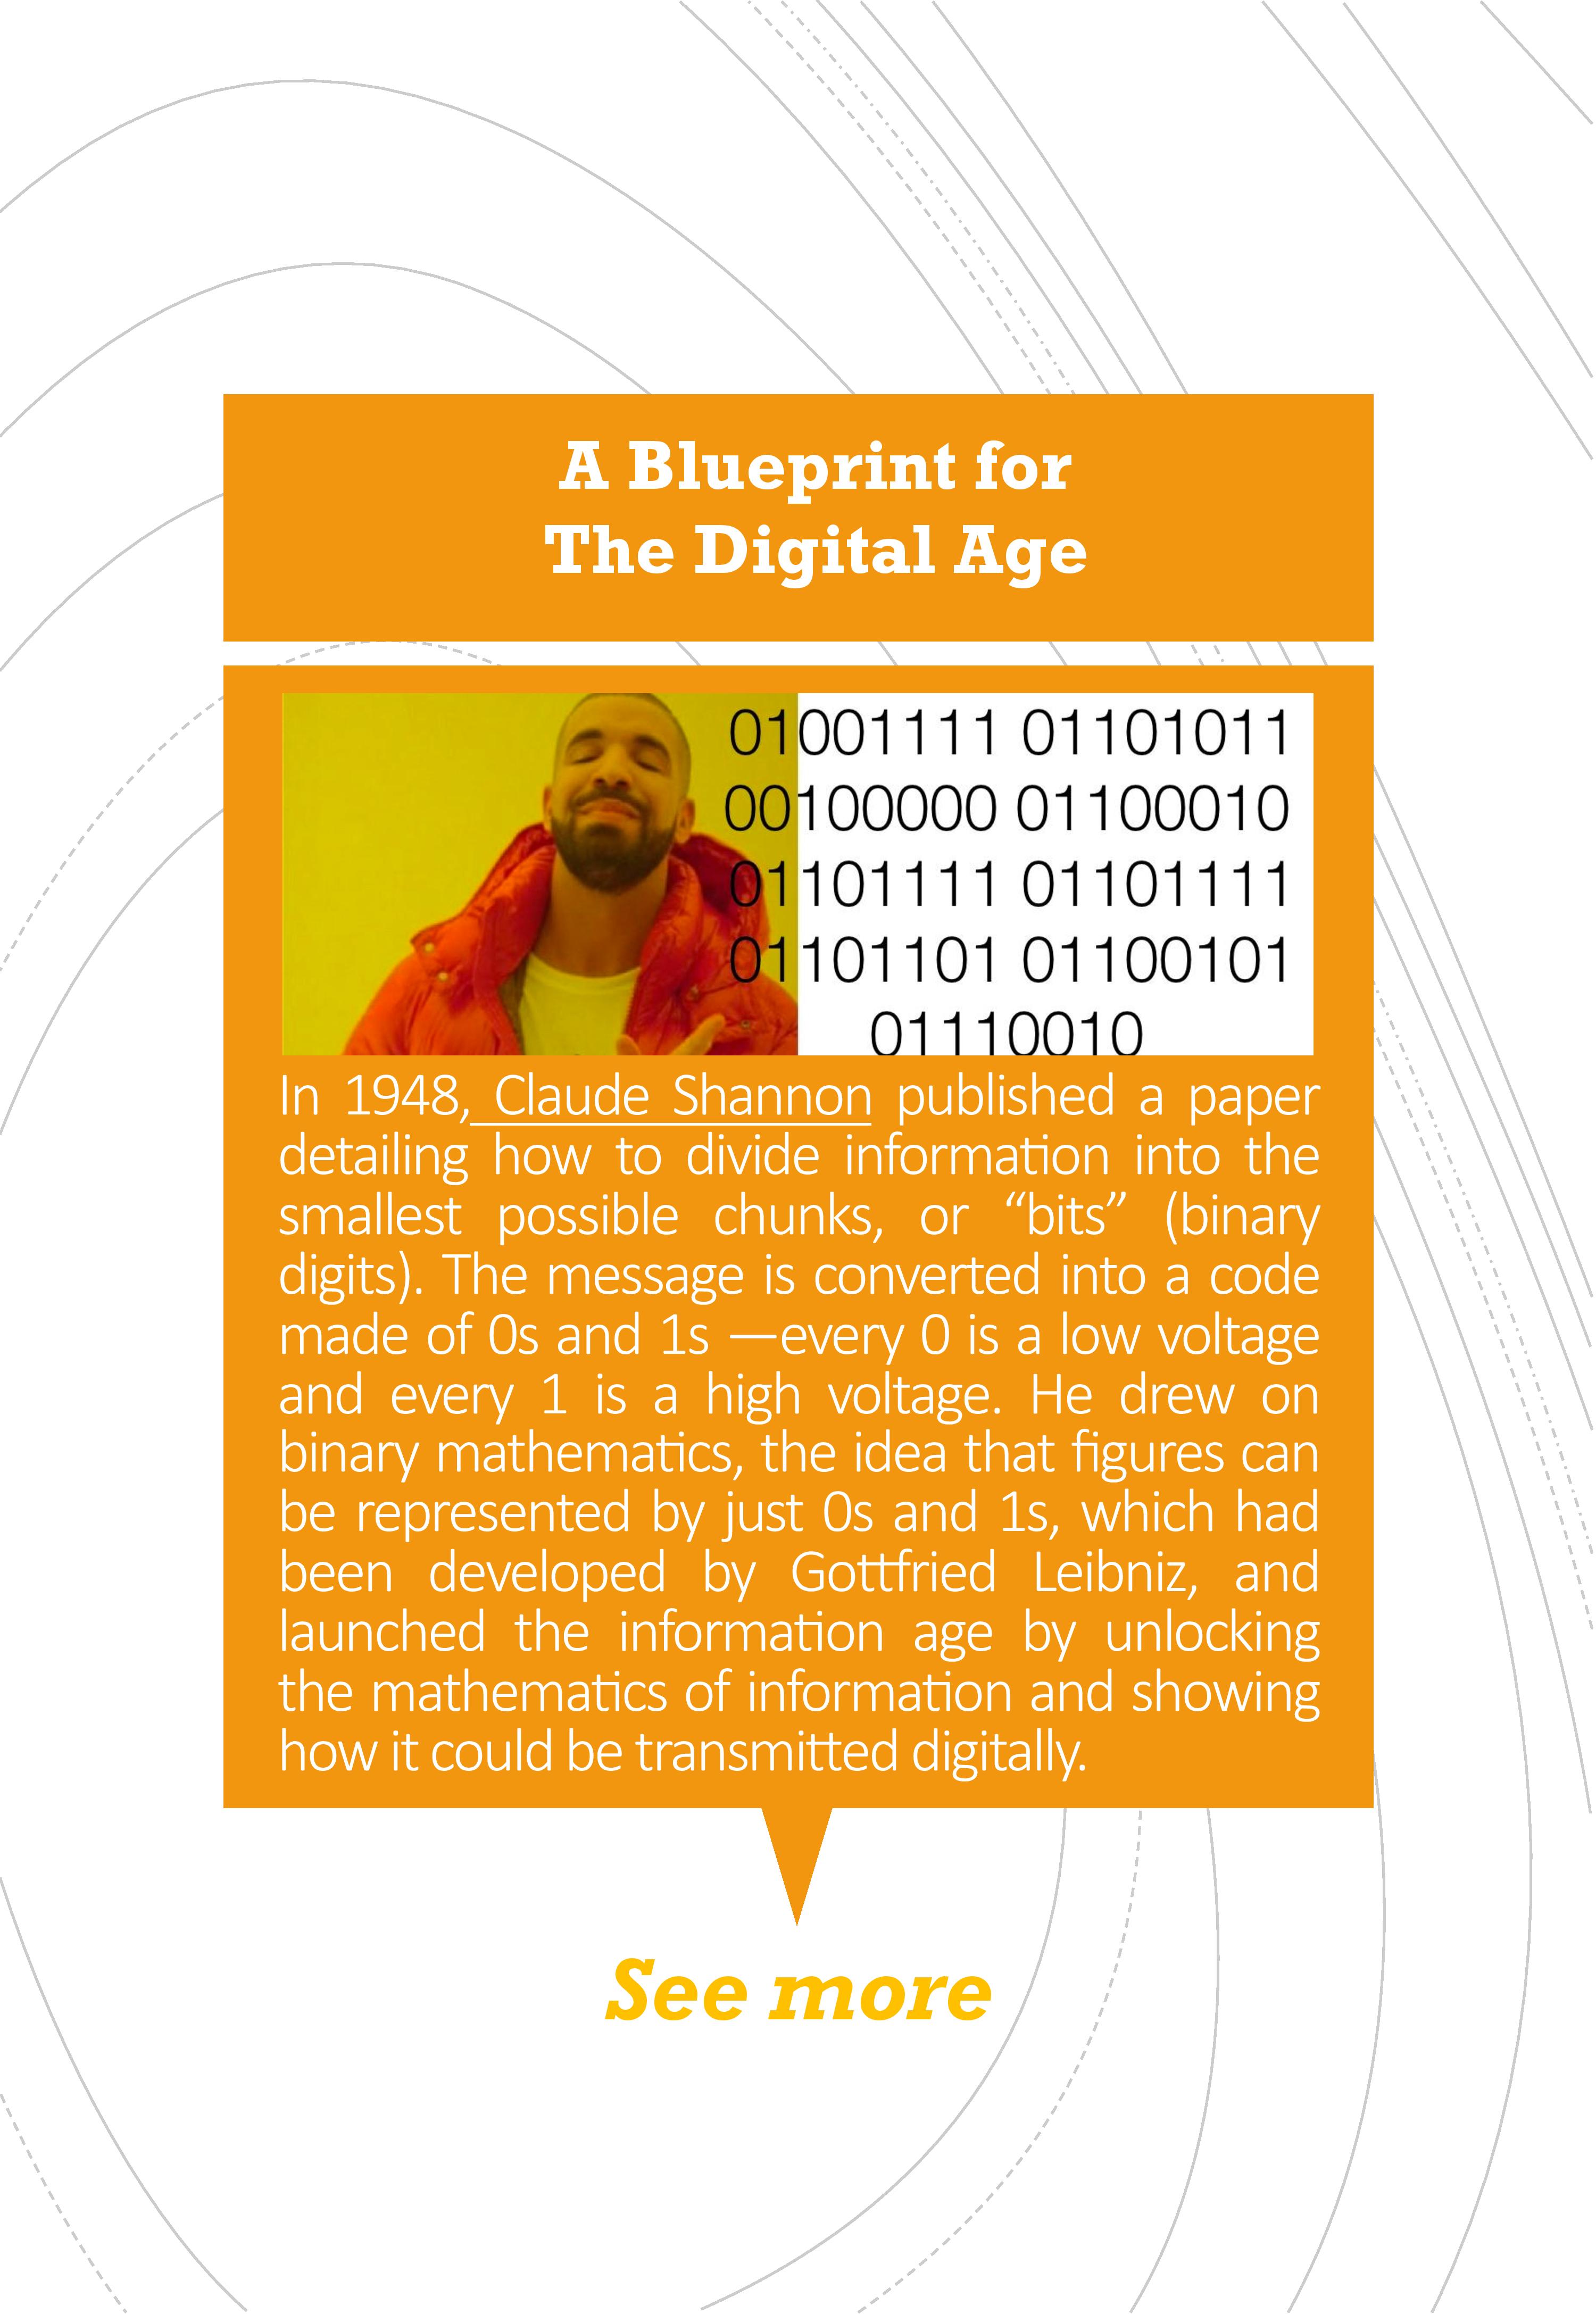 A Blueprint for
The Digital Age
01001111 01101011
00100000 01100010
01101111 01101111
01101101 01100101
01110010
In 1948, Claude Shannon published a paper
detailing how to divide information into the
smallest possible chunks, or “bits” (binary
digits). The message is converted into a code
made of 0s and 1s —every 0 is a low voltage
and every 1 is a high voltage. He drew on
binary mathematics, the idea that figures can
be represented by just 0s and 1s, which had
been developed by Gottfried Leibniz, and
launched the information age by unlocking
the mathematics of information and showing
how it could be transmitted digitally.
See more